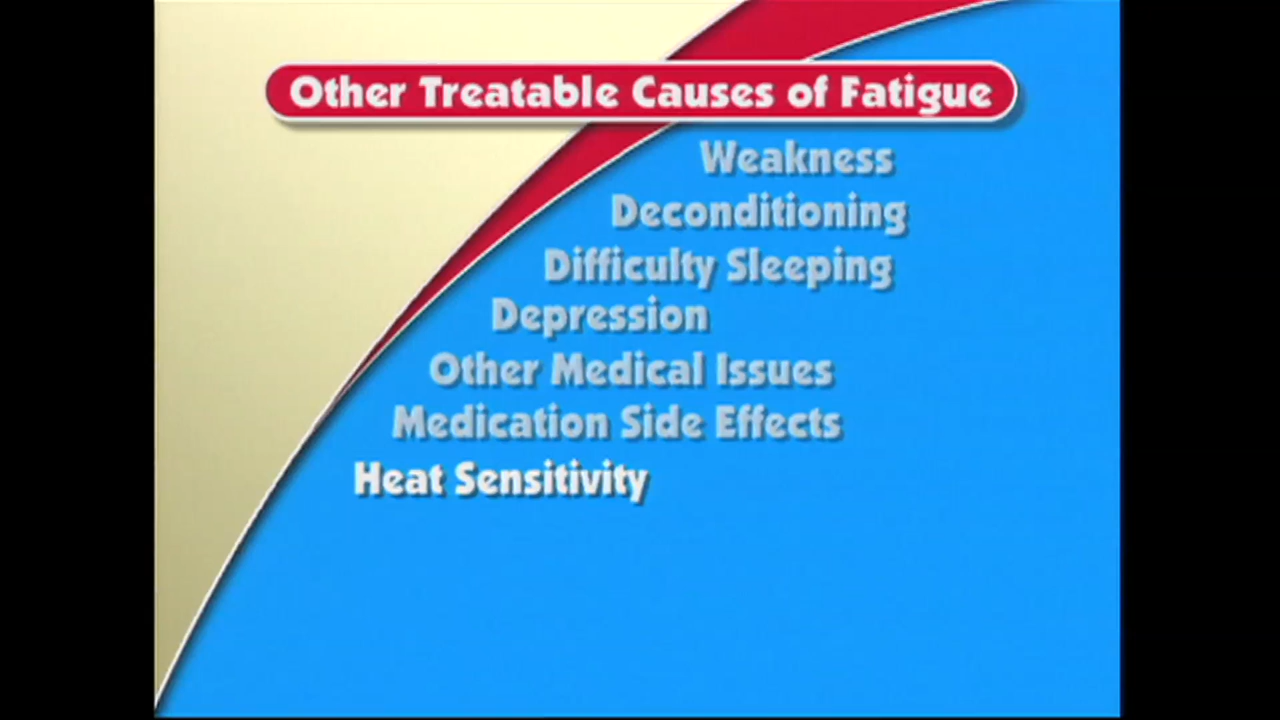 Other Treatable Causes of Fatigue
Weakness
Deconditioning
Difficulty Sleeping
Depression
Other Medical Issues
Medication Side Effects
Heat Sensitivity